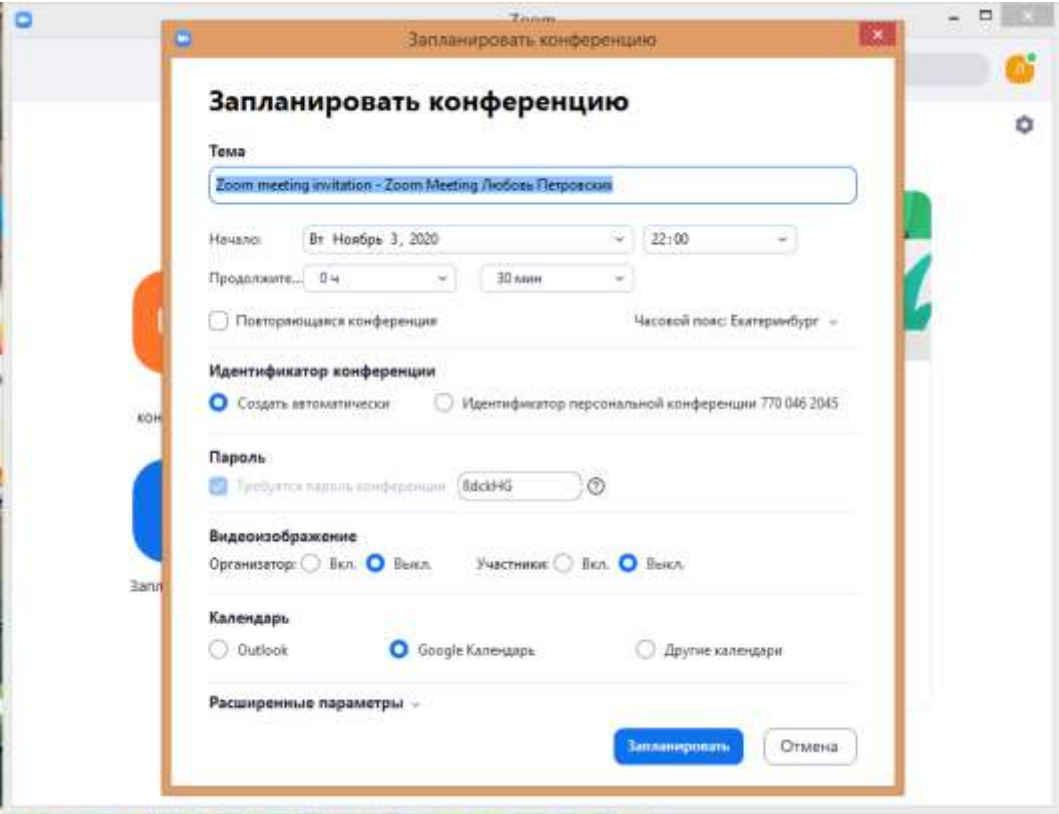 Zoom
Запланировать конференцию
Запланировать конференцию
Тема
Zoom meeting invitation - Zoom Meeting Любовь Петровских
Начало: Вт Ноябрь 3, 2020 22:00
Продолжите... 0 ч 30 мин
Повторяющаяся конференция Часовой пояс: Екатеринбург
Идентификатор конференции
Создать автоматически Идентификатор персональной конференции 770 046 2045
кон
Пароль
Требуется пароль конференции 8dckHG
Видеоизображение
Организатор: Вкл. Выкл. Участники: Вкл. Выкл.
Запл
Календарь
Outlook Google Календарь Другие календари
Расширенные параметры
Запланировать Отмена